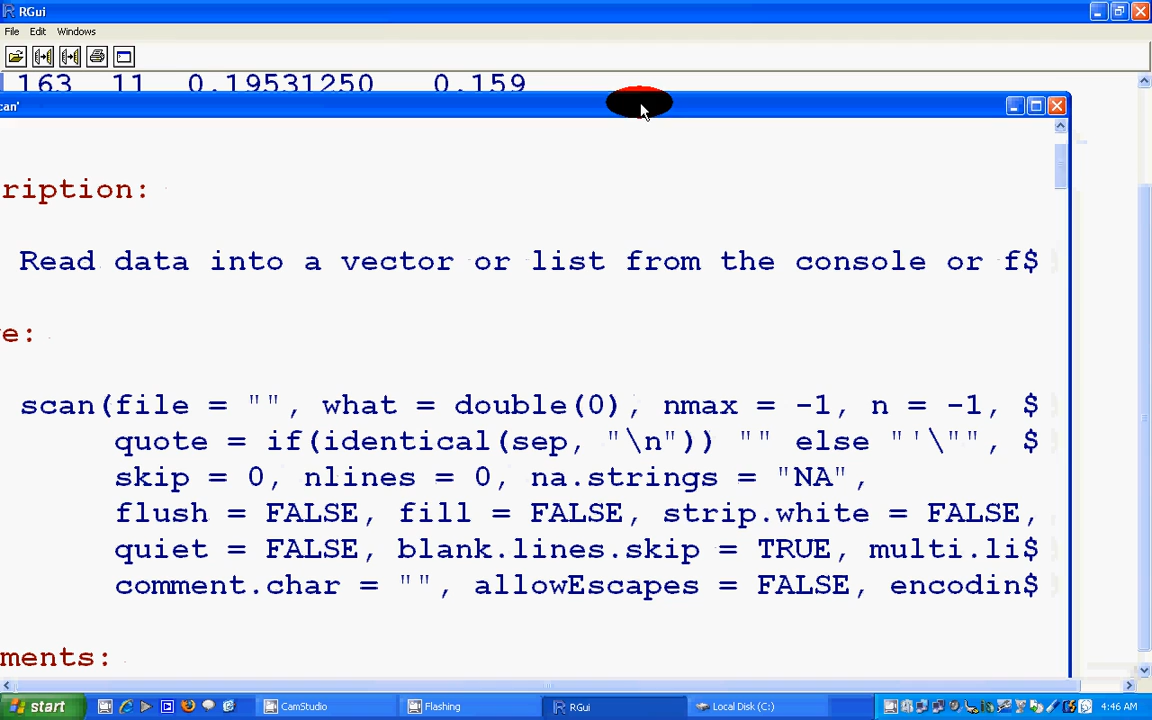 RGui
File Edit Windows
163 11 0.19531250 0.159
can'
ription:
Read data into a vector or list from the console or f$
e:
scan(file = "", what = double(0), nmax = -1, n = -1, $
quote = if(identical(sep, "\n")) "" else "'\"", $
skip = 0, nlines = 0, na.strings = "NA",
flush = FALSE, fill = FALSE, strip.white = FALSE,
quiet = FALSE, blank.lines.skip = TRUE, multi.li$
comment.char = "", allowEscapes = FALSE, encodin$
ments:
start CamStudio Flashing RGui Local Disk (C:) 4:46 AM